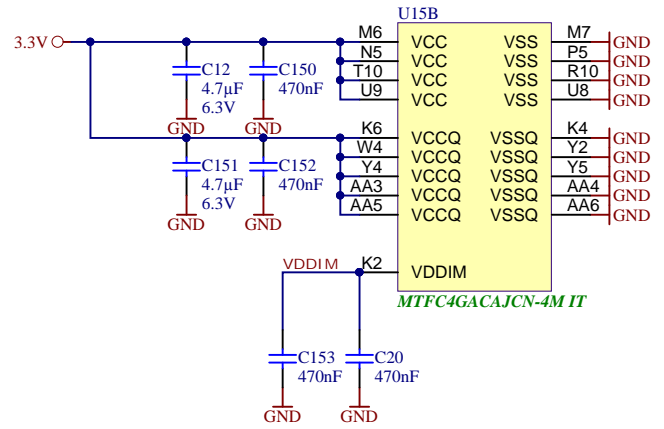 U15B
3.3V
M6 VCC VSS M7 GND
N5 VCC VSS P5 GND
T10 VCC VSS R10 GND
U9 VCC VSS U8 GND
C12
4.7µF
6.3V
C150
470nF
GND
GND
K6 VCCQ VSSQ K4 GND
W4 VCCQ VSSQ Y2 GND
Y4 VCCQ VSSQ Y5 GND
AA3 VCCQ VSSQ AA4 GND
AA5 VCCQ VSSQ AA6 GND
C151
4.7µF
6.3V
C152
470nF
GND
GND
VDDIM K2 VDDIM
MTFC4GACAJCN-4M IT
C153
470nF
C20
470nF
GND
GND